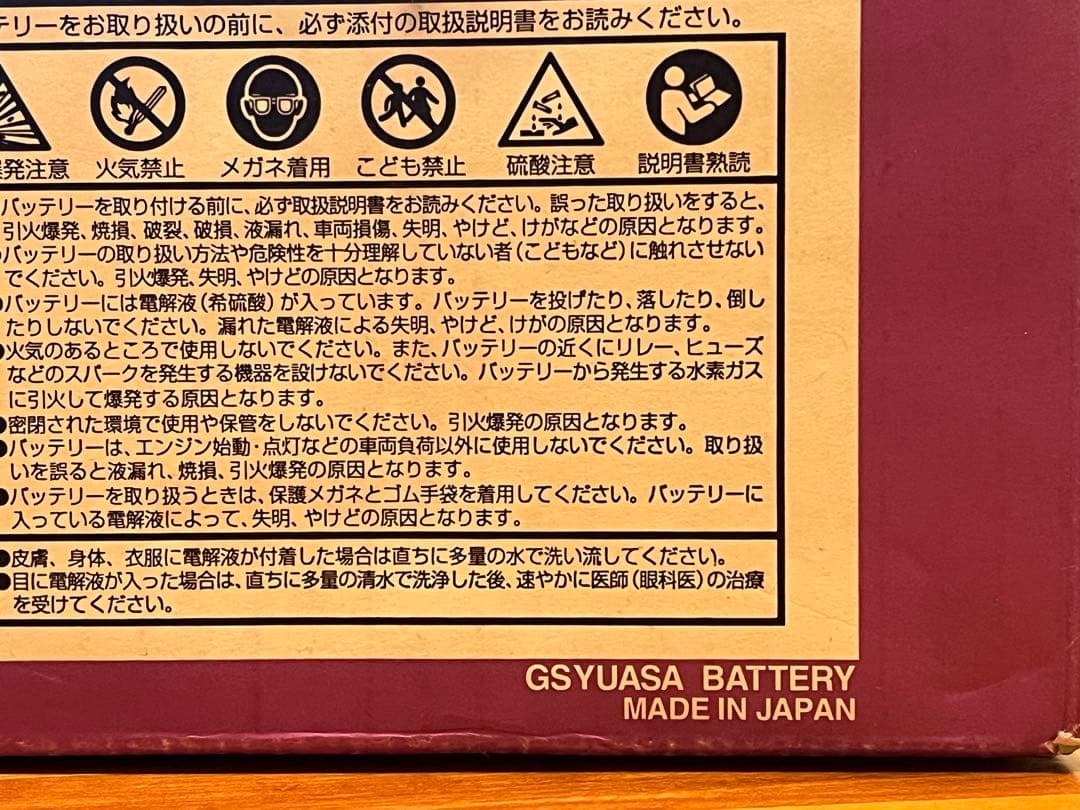 テリーをお取り扱いの前に、必ず添付の取扱説明書をお読みください。
発注意 火気禁止 メガネ着用 こども禁止 硫酸注意 説明書熟読
バッテリーを取り付ける前に、必ず取扱説明書をお読みください。誤った取り扱いをすると、
引火爆発、焼損、破裂、破損、液漏れ、車両損傷、失明、やけど、けがなどの原因となります。
●バッテリーの取り扱い方法や危険性を十分理解していない者(こどもなど)に触れさせない
でください。引火爆発、失明、やけどの原因となります。
●バッテリーには電解液(希硫酸)が入っています。バッテリーを投げたり、落したり、倒し
たりしないでください。漏れた電解液による失明、やけど、けがの原因となります。
●火気のあるところで使用しないでください。また、バッテリーの近くにリレー、ヒューズ
などのスパークを発生する機器を設けないでください。バッテリーから発生する水素ガス
に引火して爆発する原因となります。
●密閉された環境で使用や保管をしないでください。引火爆発の原因となります。
●バッテリーは、エンジン始動・点灯などの車両負荷以外に使用しないでください。取り扱
いを誤ると液漏れ、焼損、引火爆発の原因となります。
●バッテリーを取り扱うときは、保護メガネとゴム手袋を着用してください。バッテリーに
入っている電解液によって、失明、やけどの原因となります。
●皮膚、身体、衣服に電解液が付着した場合は直ちに多量の水で洗い流してください。
●目に電解液が入った場合は、直ちに多量の清水で洗浄した後、速やかに医師(眼科医)の治療
を受けてください。
GSYUASA BATTERY
MADE IN JAPAN